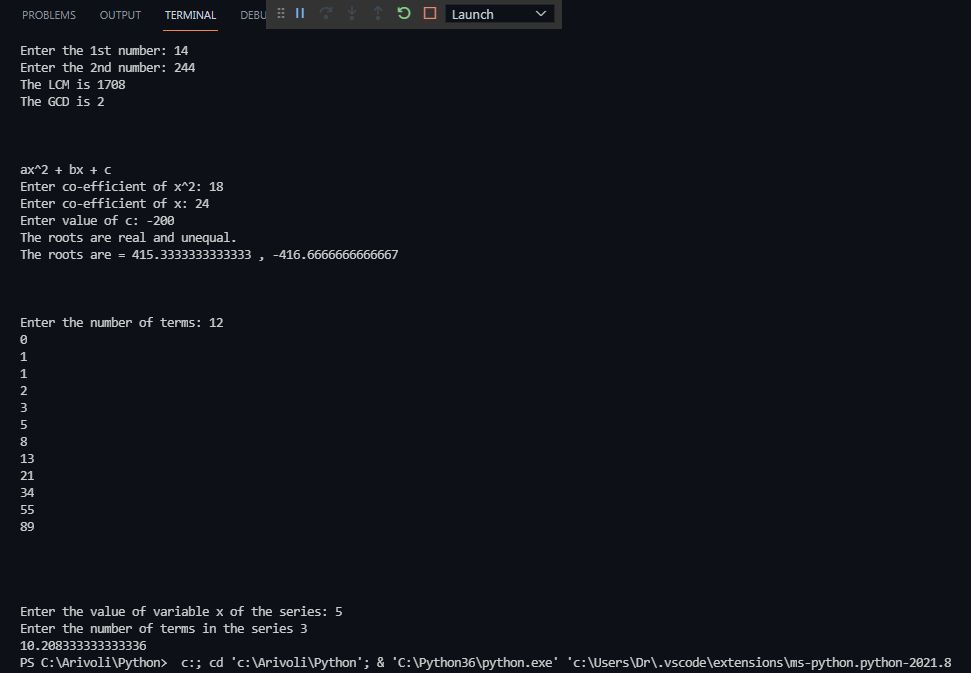 PROBLEMS OUTPUT TERMINAL DEBU Launch
Enter the 1st number: 14
Enter the 2nd number: 244
The LCM is 1708
The GCD is 2
ax^2 + bx + c
Enter co-efficient of x^2: 18
Enter co-efficient of x: 24
Enter value of c: -200
The roots are real and unequal.
The roots are = 415.3333333333333 , -416.6666666666667
Enter the number of terms: 12
0
1
1
2
3
5
8
13
21
34
55
89
Enter the value of variable x of the series: 5
Enter the number of terms in the series 3
10.208333333333336
PS C:\Arivoli\Python>  c:; cd 'c:\Arivoli\Python'; & 'C:\Python36\python.exe' 'c:\Users\Dr\.vscode\extensions\ms-python.python-2021.8